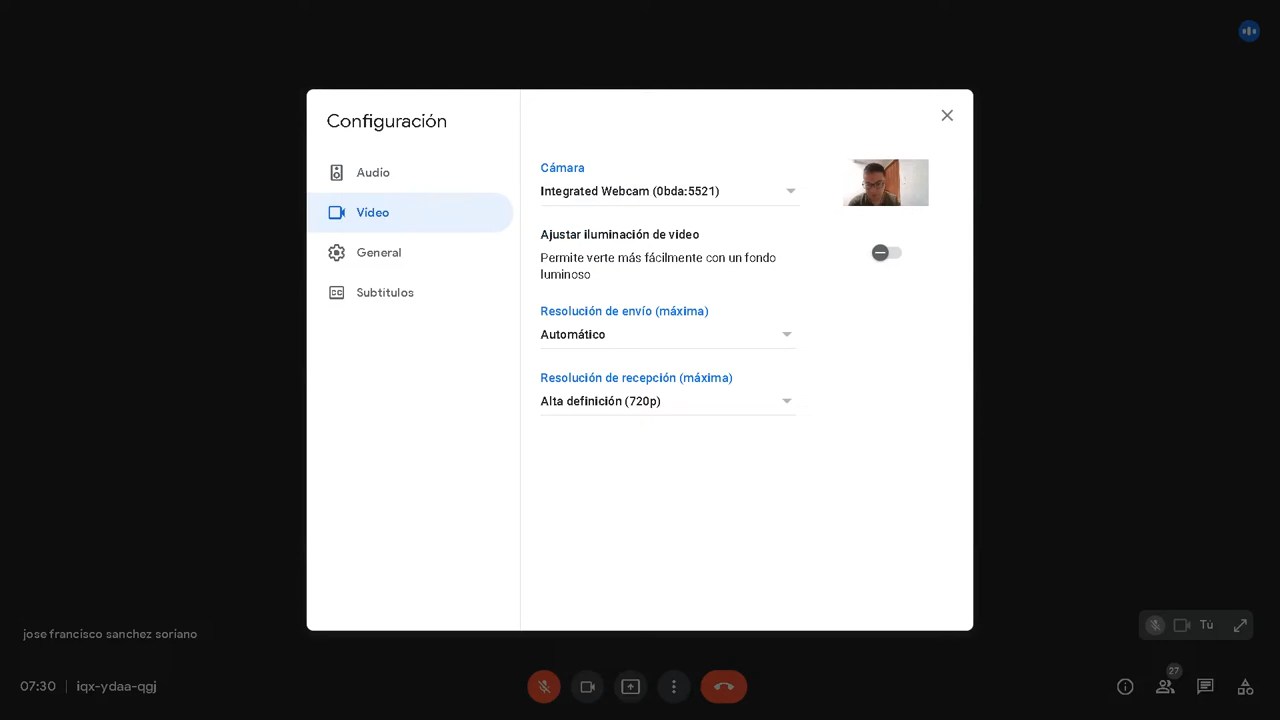 Configuración
Audio
Video
General
Subtítulos
Cámara
Integrated Webcam (0bda:5521)
Ajustar iluminación de video
Permite verte más fácilmente con un fondo
luminoso
Resolución de envío (máxima)
Automático
Resolución de recepción (máxima)
Alta definición (720p)
jose francisco sanchez soriano
Tú
07:30 | iqx-ydaa-qgj
27